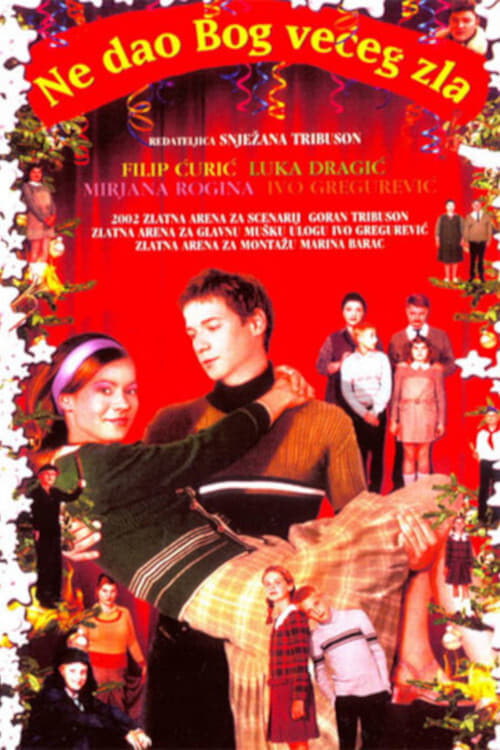 Ne dao Bog većeg zla
REDATELJICA SNJEŽANA TRIBUSON
FILIP ĆURIĆ LUKA DRAGIĆ
MIRJANA ROGINA IVO GREGUREVIĆ
2002 ZLATNA ARENA ZA SCENARIJ GORAN TRIBUSON
ZLATNA ARENA ZA GLAVNU MUŠKU ULOGU IVO GREGUREVIĆ
ZLATNA ARENA ZA MONTAŽU MARINA BARAC